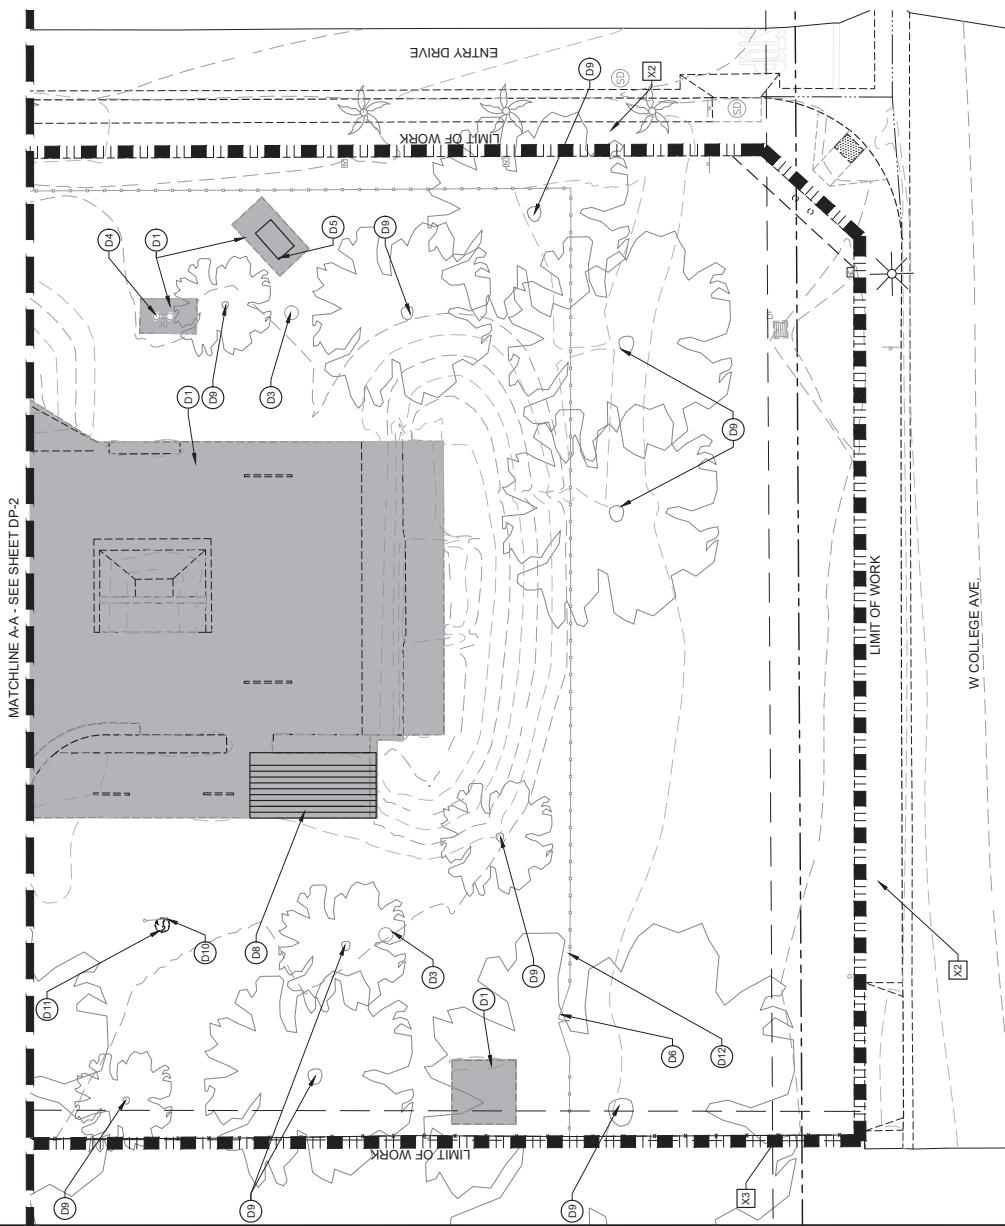 ENTRY DRIVE
STOP
D9
X2
SD
SD
LIMIT OF WORK
D4
D1
D5
D9
D1
D9
D3
D9
MATCHLINE A-A - SEE SHEET DP-2
LIMIT OF WORK
W COLLEGE AVE.
D11
D10
D8
D3
D9
D1
X2
D6
D12
LIMIT OF WORK
D9
D9
D9
X3